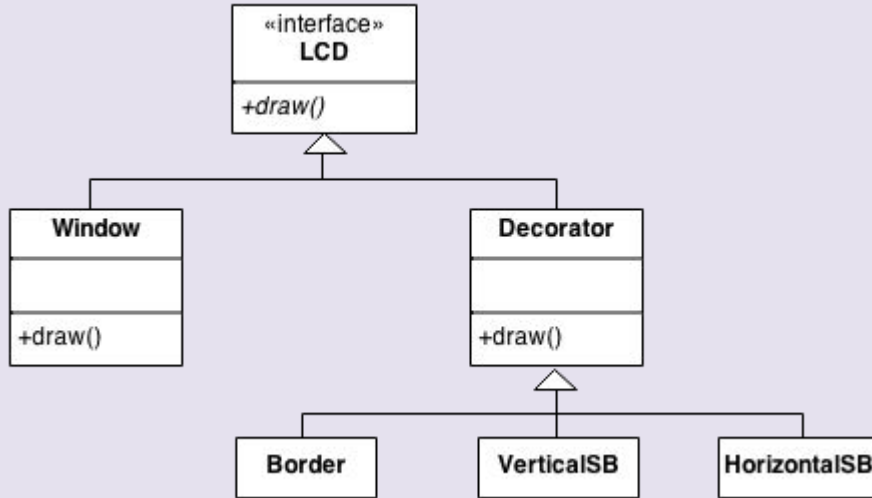 «interface»
LCD
+draw()
Window
Decorator
+draw()
+draw()
Border
VerticalSB
HorizontalSB